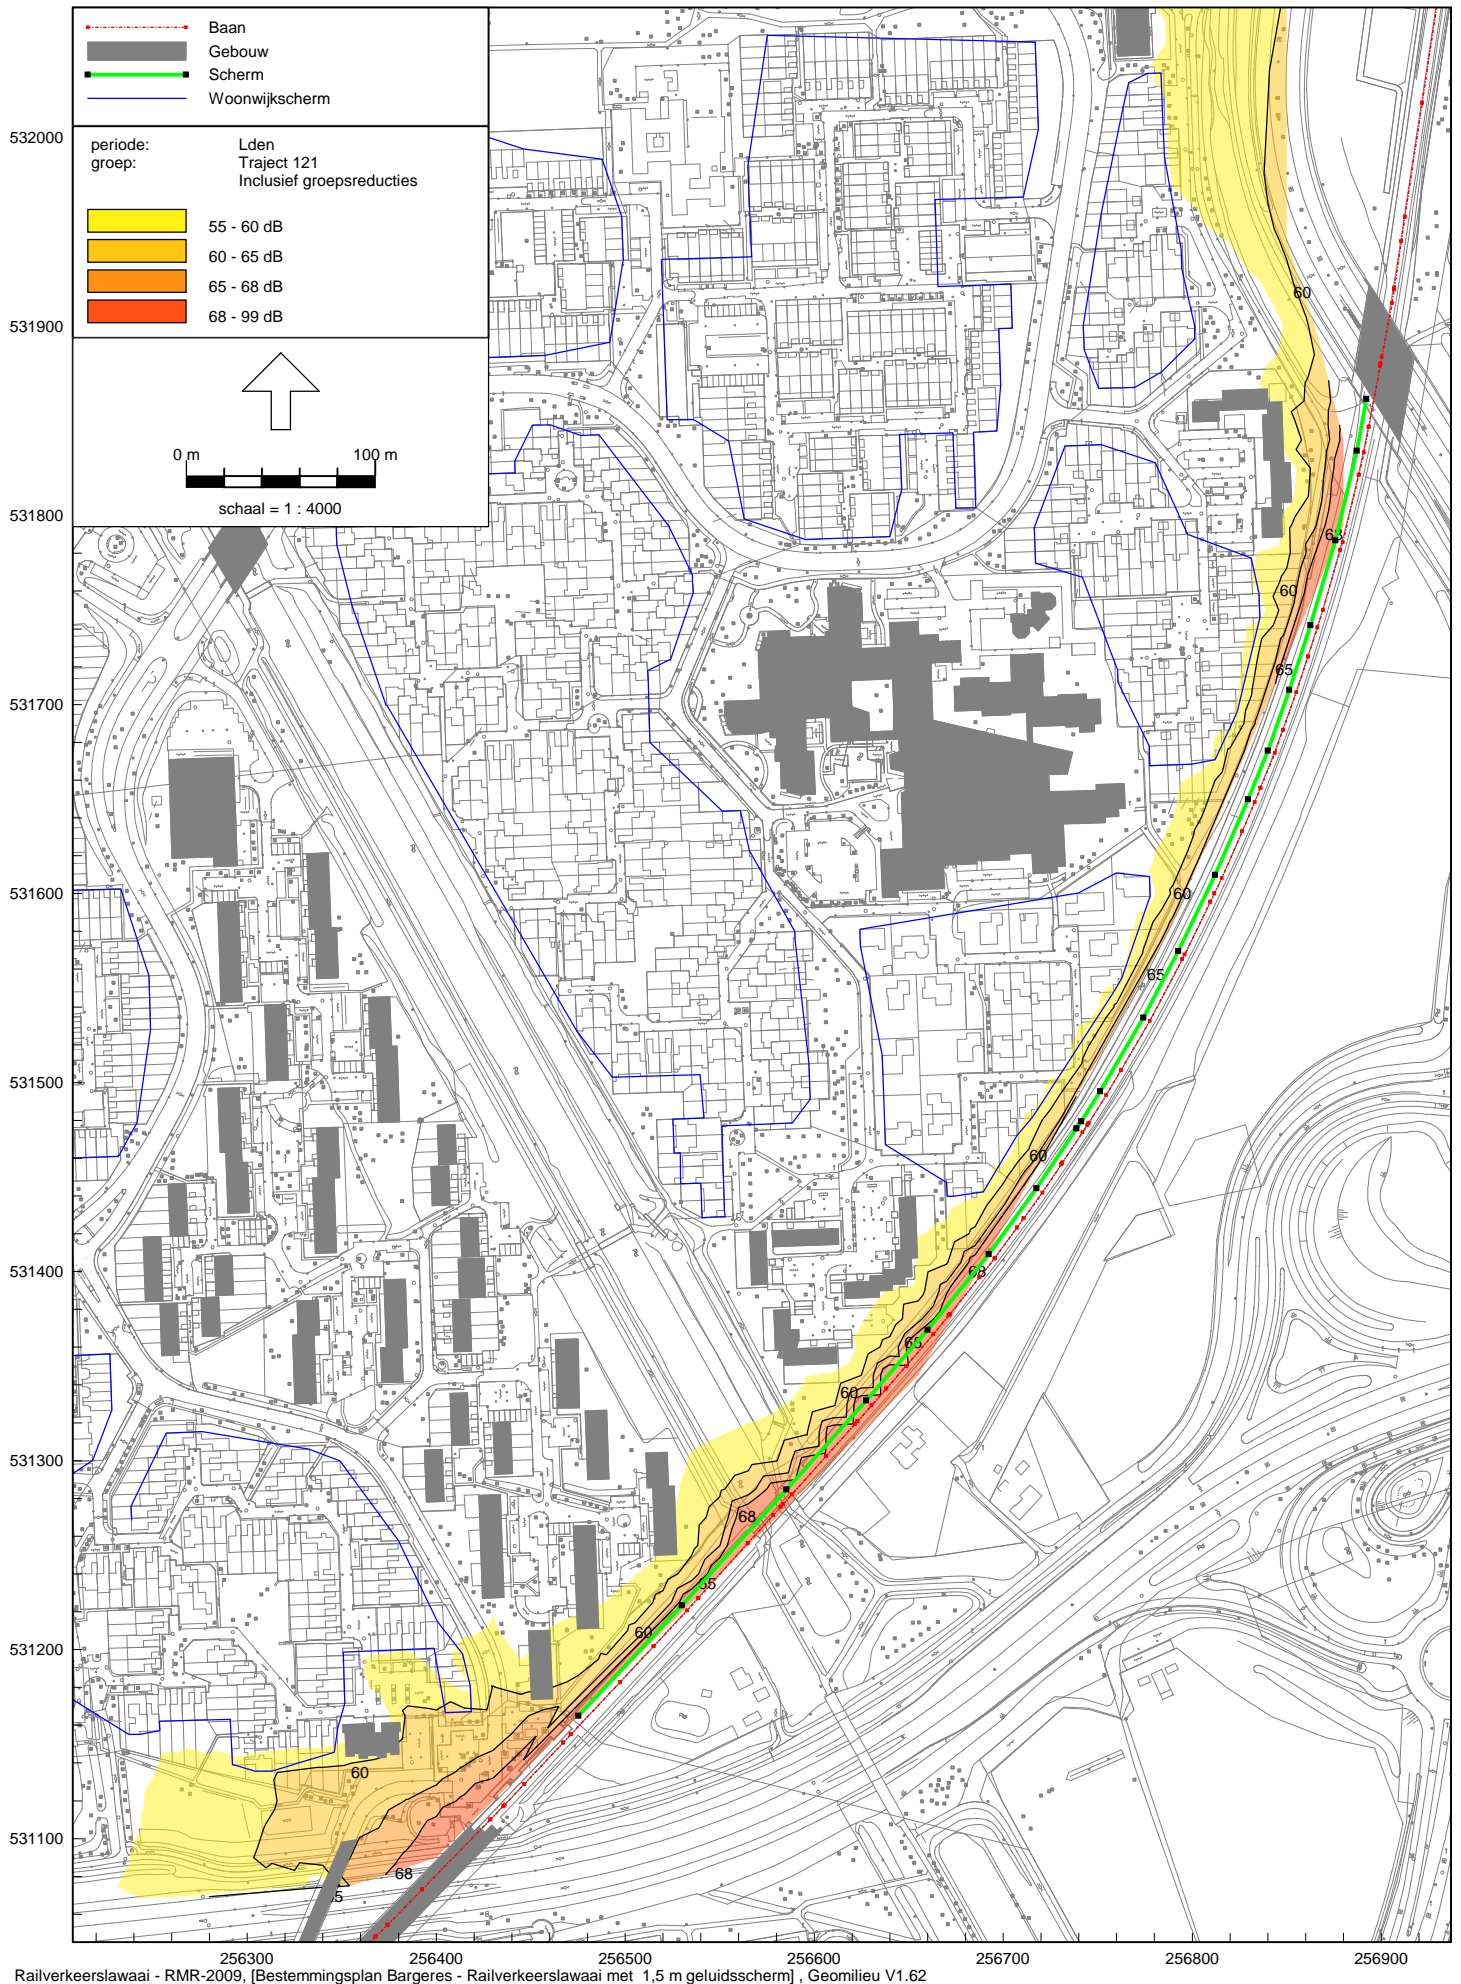 Baan
Gebouw
Scherm
Woonwijkscherm
periode: Lden
groep: Traject 121
Inclusief groepsreducties
55 - 60 dB
60 - 65 dB
65 - 68 dB
68 - 99 dB
0 m 100 m
schaal = 1 : 4000
532000
531900
531800
531700
531600
531500
531400
531300
531200
531100
60
68
60
65
60
65
60
68
65
60
68
65
60
60
68
65
256300 256400 256500 256600 256700 256800 256900
Railverkeerslawaai - RMR-2009, [Bestemmingsplan Bargeres - Railverkeerslawaai met 1,5 m geluidsscherm] , Geomilieu V1.62